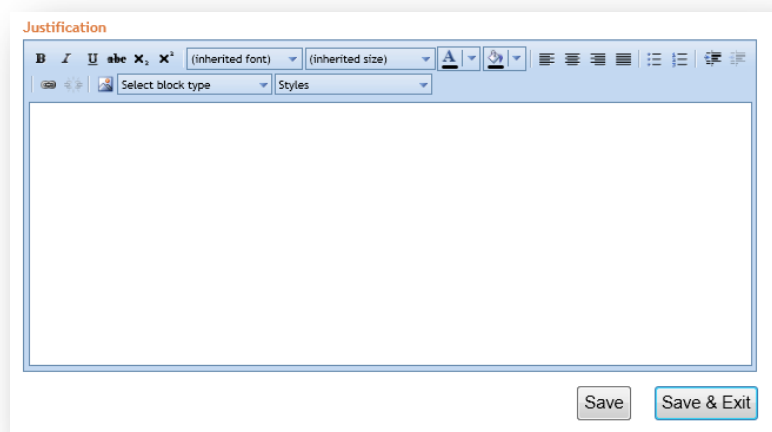 Justification
B I U abc X₂ X² (inherited font) (inherited size) A
Select block type Styles
Save Save & Exit